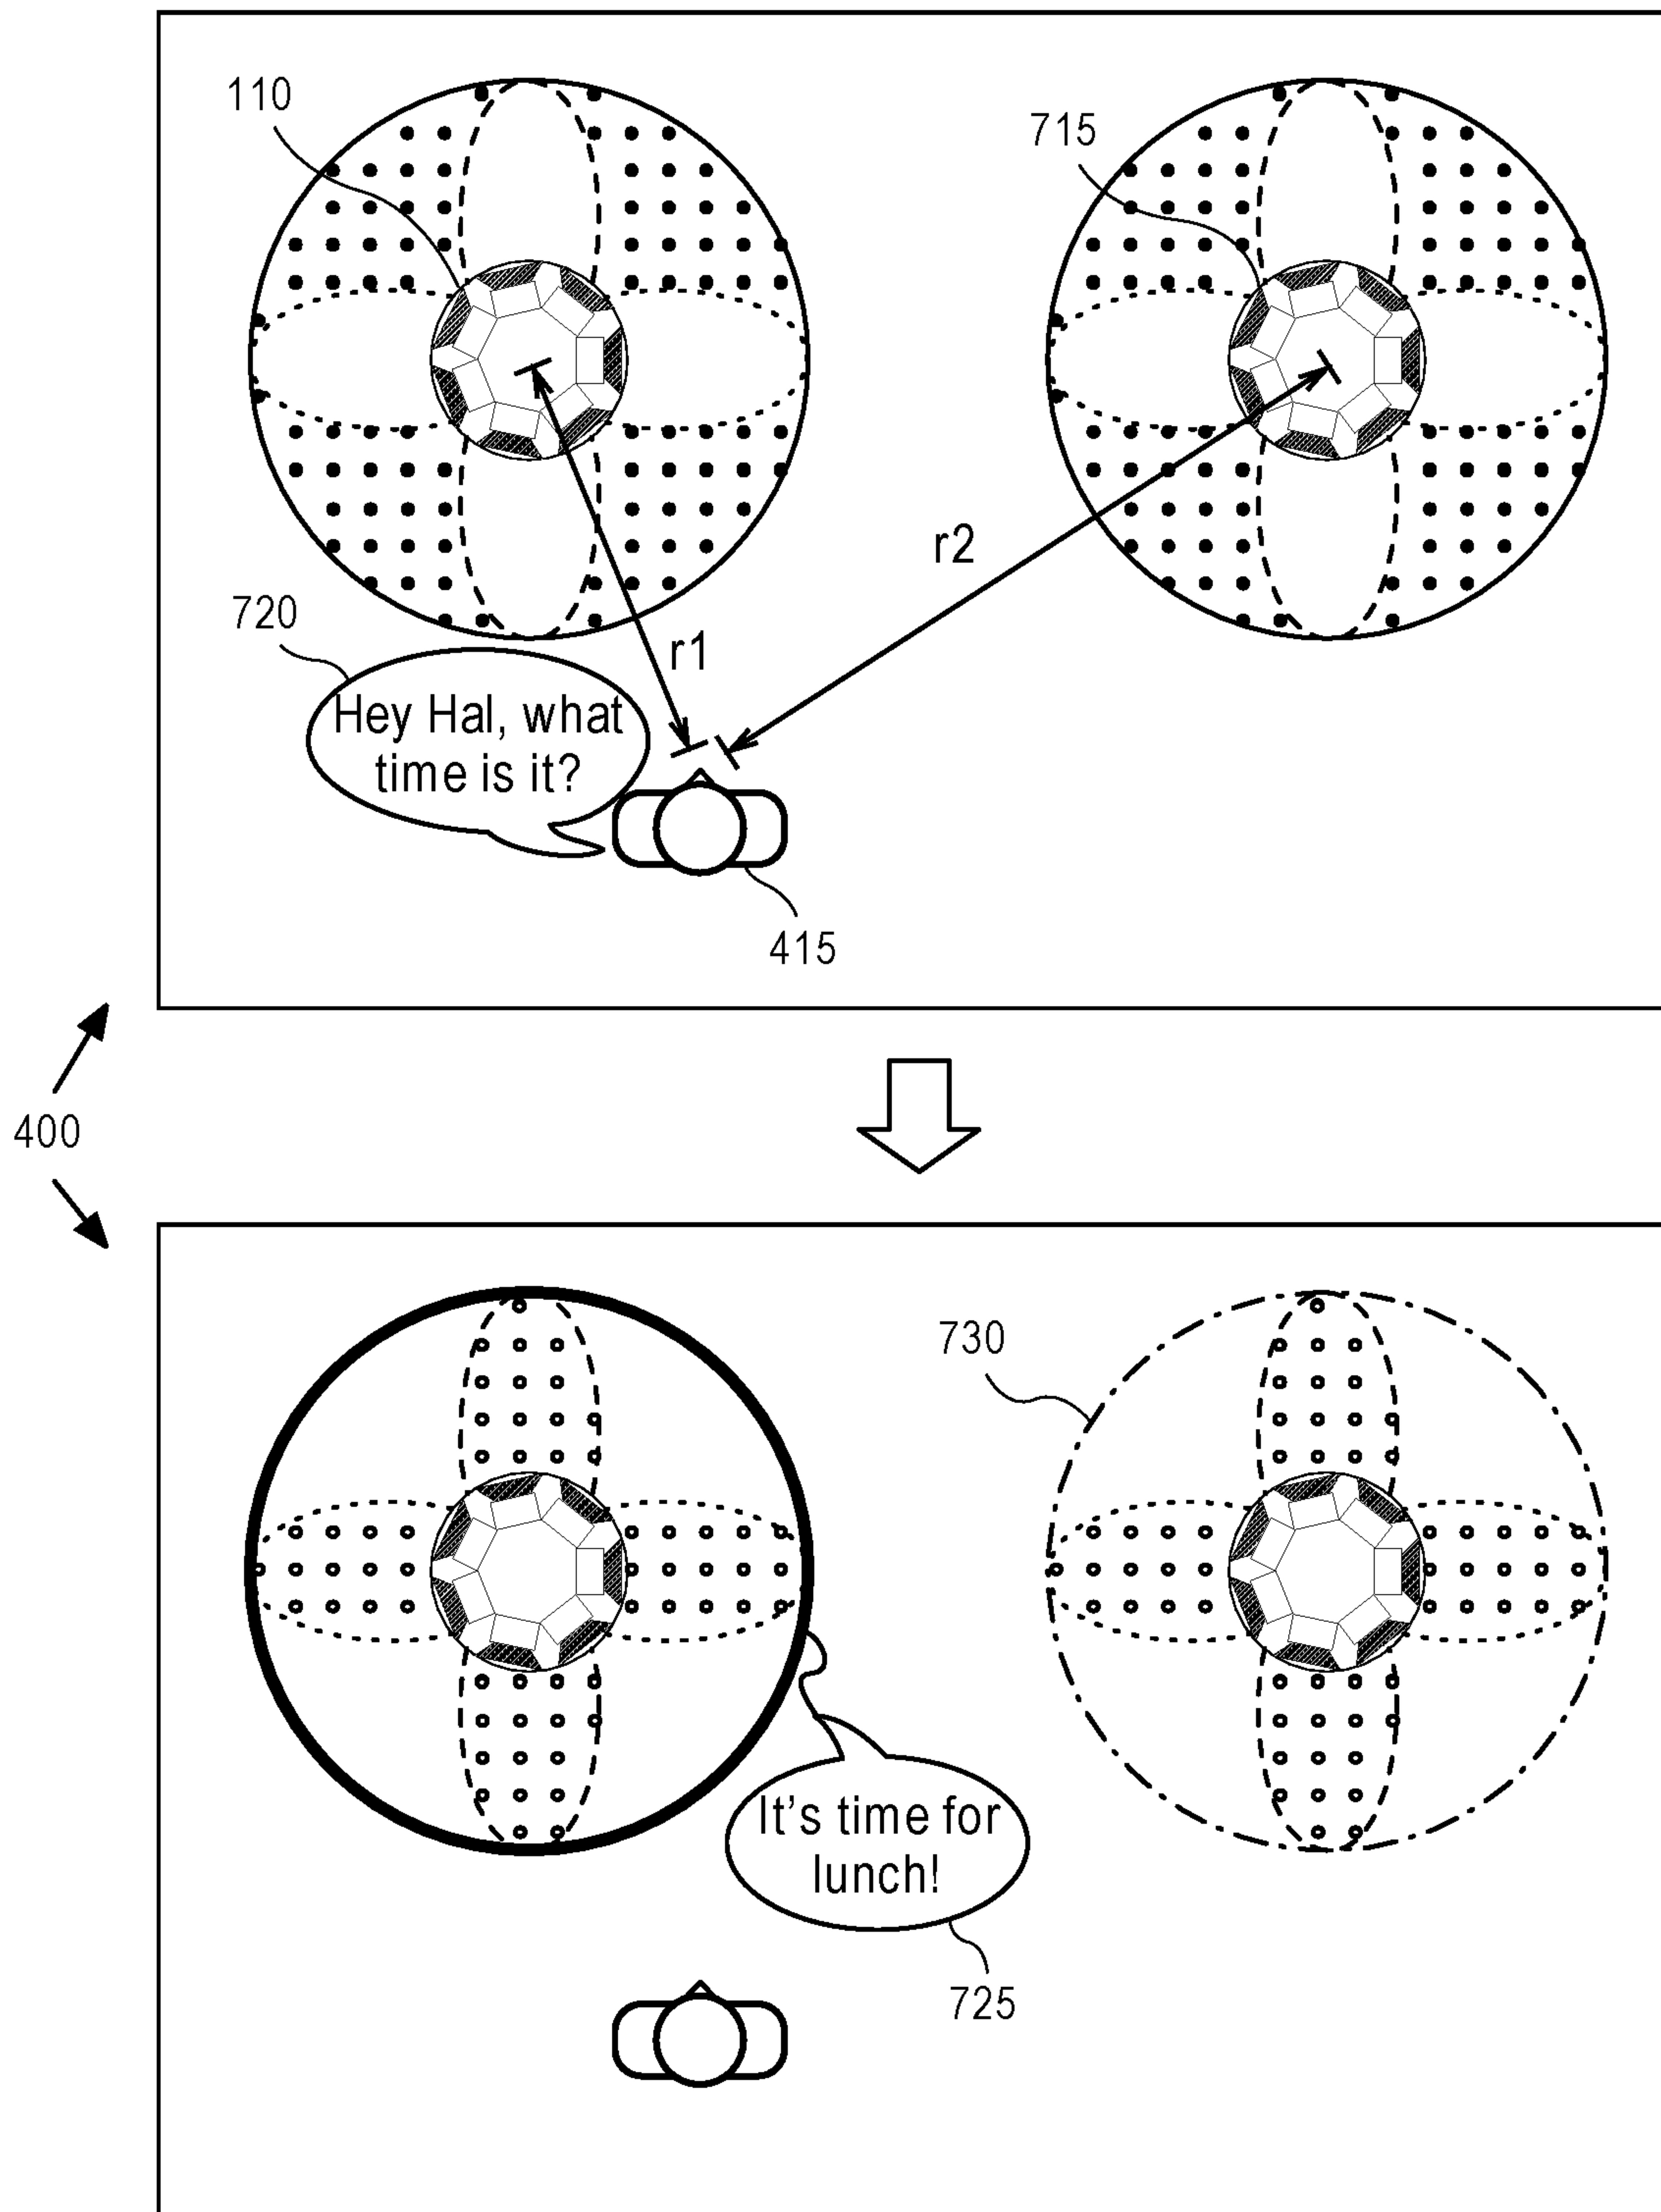 110
715
r2
720
r1
Hey Hal, what
time is it?
415
400
730
It's time for
lunch!
725